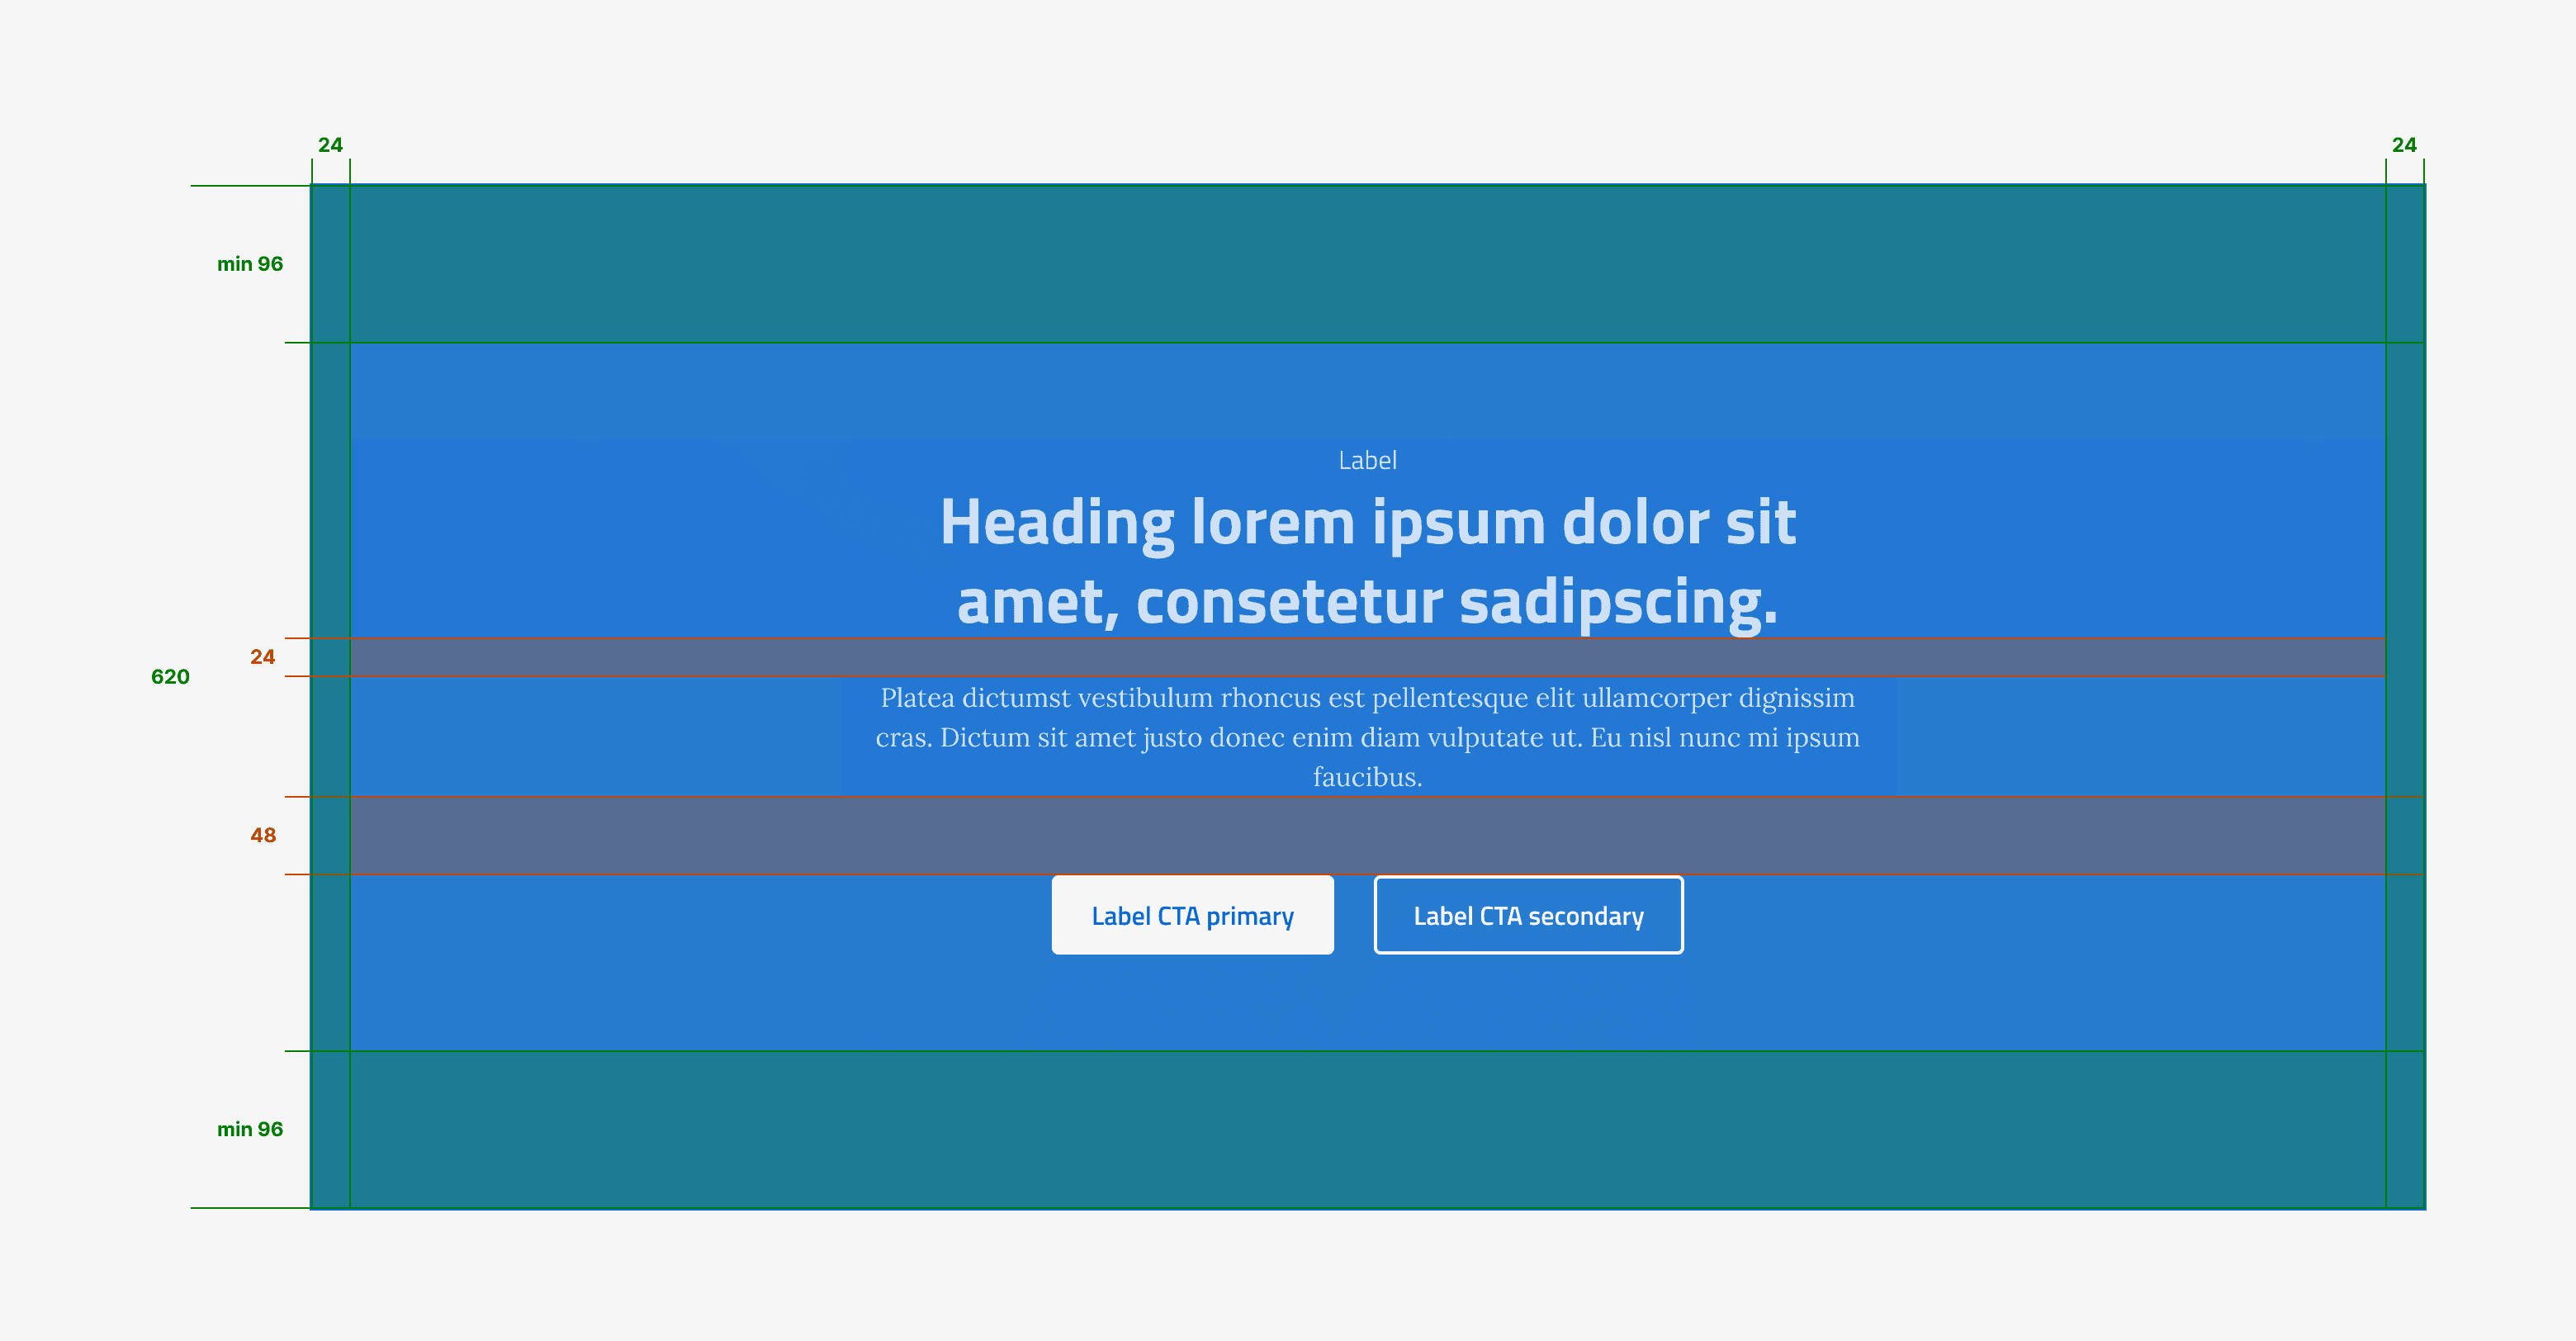 24
24
min 96
Label
Heading lorem ipsum dolor sit
amet, consetetur sadipscing.
24
620
Platea dictumst vestibulum rhoncus est pellentesque elit ullamcorper dignissim
cras. Dictum sit amet justo donec enim diam vulputate ut. Eu nisl nunc mi ipsum
faucibus.
48
Label CTA primary
Label CTA secondary
min 96